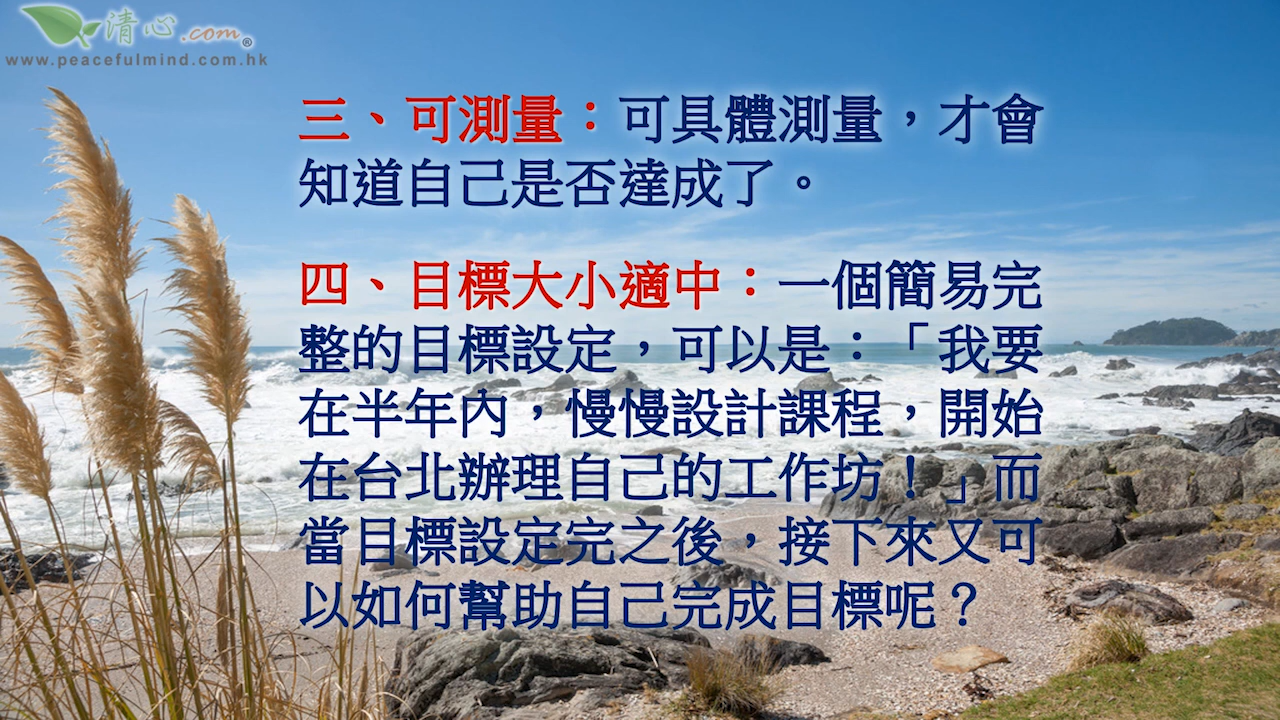 清心.com®
www.peacefulmind.com.hk
三、可測量：可具體測量，才會
知道自己是否達成了。
四、目標大小適中：一個簡易完
整的目標設定，可以是：「我要
在半年內，慢慢設計課程，開始
在台北辦理自己的工作坊！」而
當目標設定完之後，接下來又可
以如何幫助自己完成目標呢？